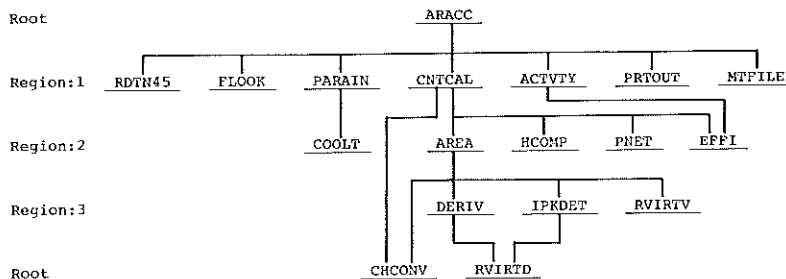 Root ARACC
Region:1 RDTN45 FLOOK PARAIN CNTCAL ACTVTY PRTOUT MTFILE
Region:2 COOLT AREA HCOMP PNET EFFI
Region:3 DERIV IPKDET RVIRTV
Root CHCONV RVIRTD